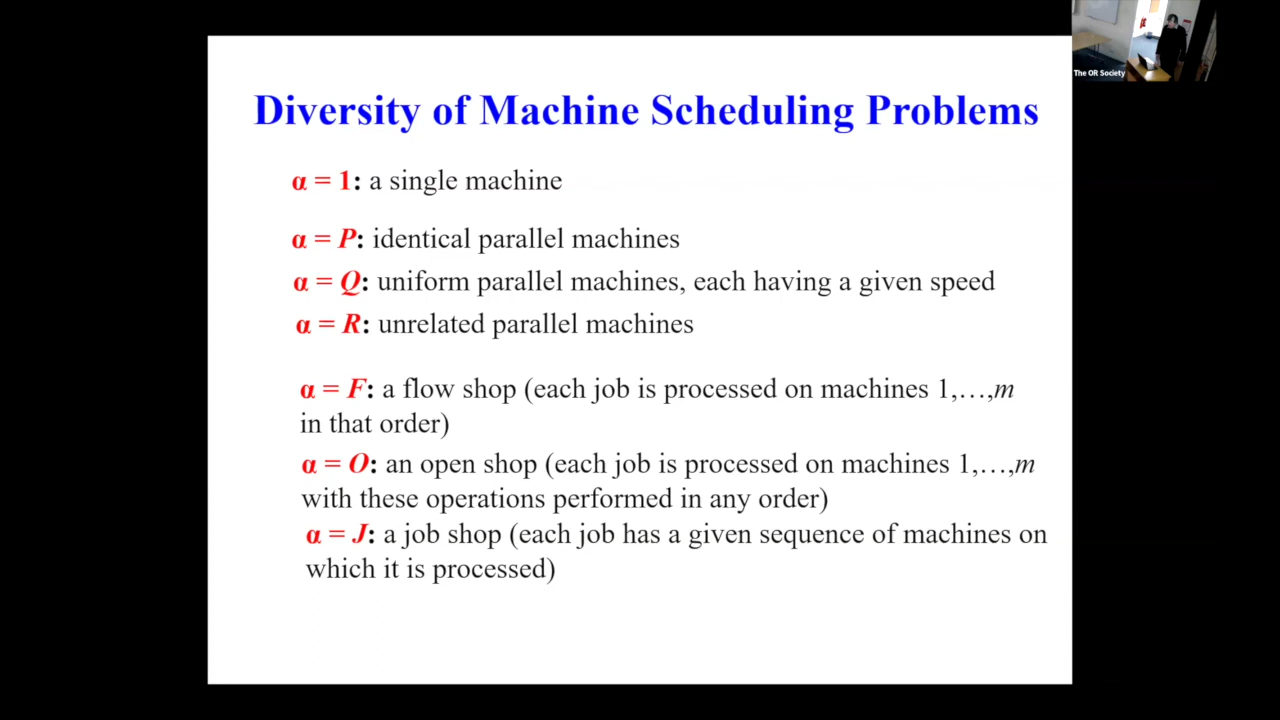 The OR Society
Diversity of Machine Scheduling Problems
α = 1: a single machine
α = P: identical parallel machines
α = Q: uniform parallel machines, each having a given speed
α = R: unrelated parallel machines
α = F: a flow shop (each job is processed on machines 1,…,m
in that order)
α = O: an open shop (each job is processed on machines 1,…,m
with these operations performed in any order)
α = J: a job shop (each job has a given sequence of machines on
which it is processed)